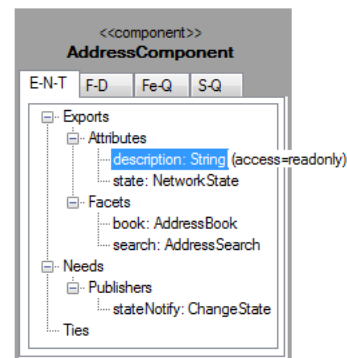 <<component>>
AddressComponent
E-N-T F-D Fe-Q S-Q
Exports
Attributes
description: String (access=readonly)
state: NetworkState
Facets
book: AddressBook
search: AddressSearch
Needs
Publishers
stateNotify: ChangeState
Ties